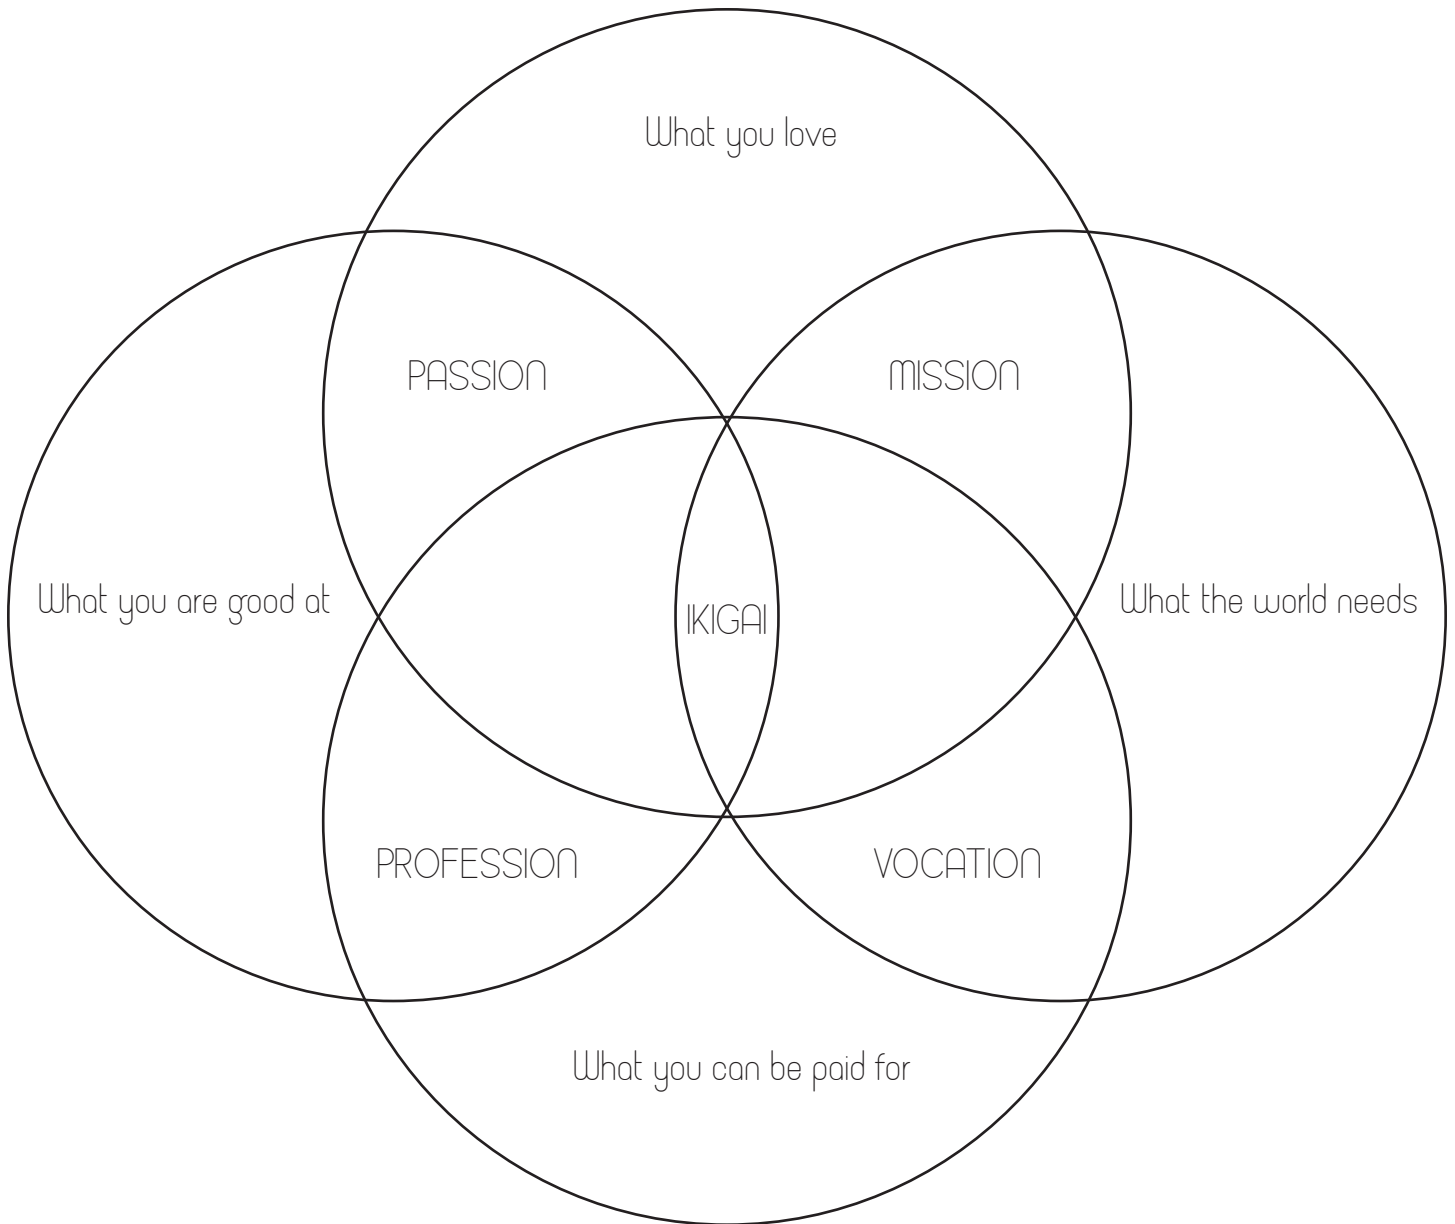 What you love
PASSION
MISSION
What you are good at
IKIGAI
What the world needs
PROFESSION
VOCATION
What you can be paid for